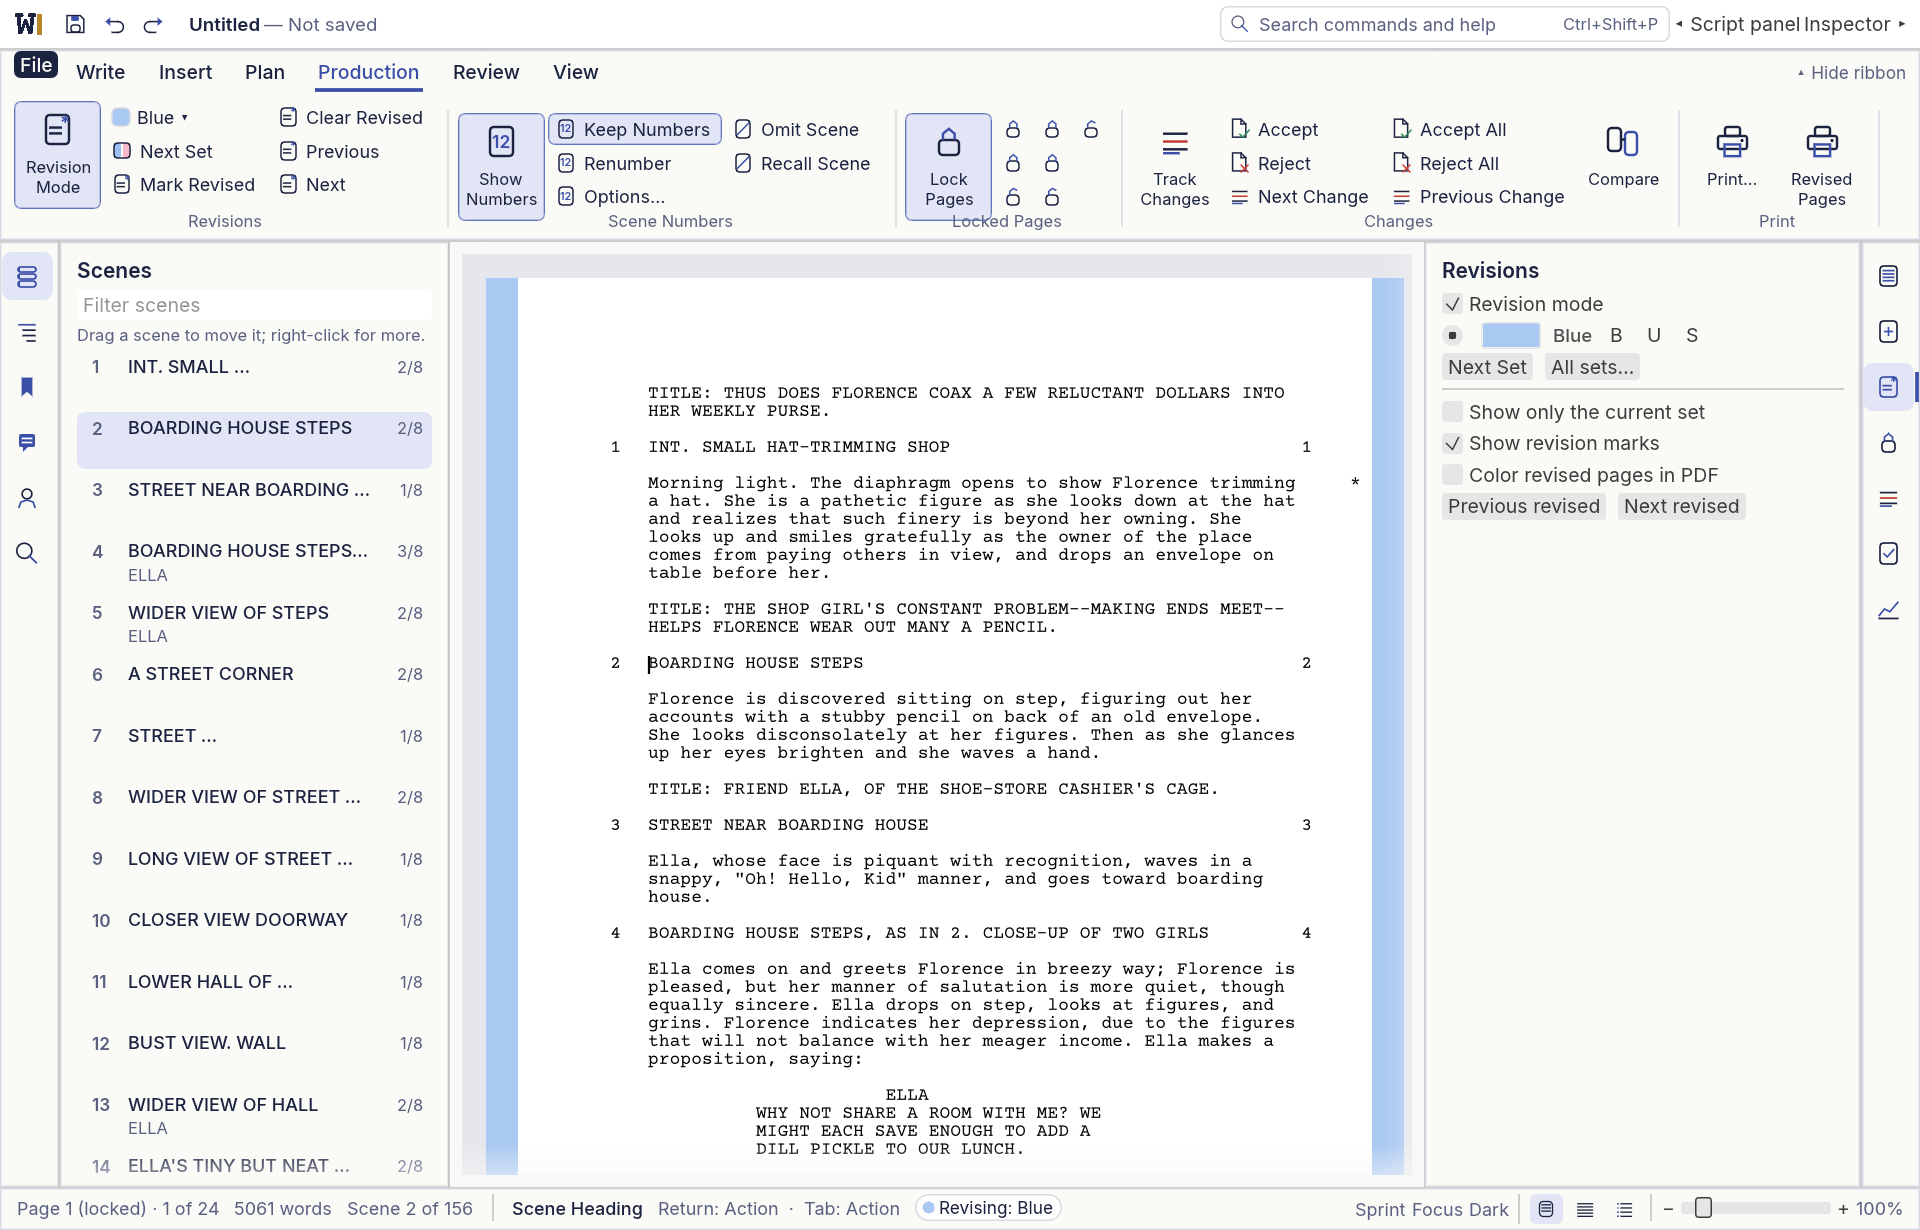 WI Untitled — Not saved Search commands and help Ctrl+Shift+P Script panel Inspector
File Write Insert Plan Production Review View Hide ribbon
Revision Mode
Blue
Next Set
Mark Revised
Clear Revised
Previous
Next
Revisions
12
Show Numbers
12 Keep Numbers
12 Renumber
12 Options...
Omit Scene
Recall Scene
Scene Numbers
Lock Pages
Locked Pages
Track Changes
Accept
Reject
Next Change
Accept All
Reject All
Previous Change
Compare
Changes
Print...
Revised Pages
Print
Scenes
Filter scenes
Drag a scene to move it; right-click for more.
1 INT. SMALL ... 2/8
2 BOARDING HOUSE STEPS 2/8
3 STREET NEAR BOARDING ... 1/8
4 BOARDING HOUSE STEPS... 3/8
ELLA
5 WIDER VIEW OF STEPS 2/8
ELLA
6 A STREET CORNER 2/8
7 STREET ... 1/8
8 WIDER VIEW OF STREET ... 2/8
9 LONG VIEW OF STREET ... 1/8
10 CLOSER VIEW DOORWAY 1/8
11 LOWER HALL OF ... 1/8
12 BUST VIEW. WALL 1/8
13 WIDER VIEW OF HALL 2/8
ELLA
14 ELLA'S TINY BUT NEAT ... 2/8
TITLE: THUS DOES FLORENCE COAX A FEW RELUCTANT DOLLARS INTO
HER WEEKLY PURSE.
1 INT. SMALL HAT-TRIMMING SHOP 1
Morning light. The diaphragm opens to show Florence trimming *
a hat. She is a pathetic figure as she looks down at the hat
and realizes that such finery is beyond her owning. She
looks up and smiles gratefully as the owner of the place
comes from paying others in view, and drops an envelope on
table before her.
TITLE: THE SHOP GIRL'S CONSTANT PROBLEM--MAKING ENDS MEET--
HELPS FLORENCE WEAR OUT MANY A PENCIL.
2 BOARDING HOUSE STEPS 2
Florence is discovered sitting on step, figuring out her
accounts with a stubby pencil on back of an old envelope.
She looks disconsolately at her figures. Then as she glances
up her eyes brighten and she waves a hand.
TITLE: FRIEND ELLA, OF THE SHOE-STORE CASHIER'S CAGE.
3 STREET NEAR BOARDING HOUSE 3
Ella, whose face is piquant with recognition, waves in a
snappy, "Oh! Hello, Kid" manner, and goes toward boarding
house.
4 BOARDING HOUSE STEPS, AS IN 2. CLOSE-UP OF TWO GIRLS 4
Ella comes on and greets Florence in breezy way; Florence is
pleased, but her manner of salutation is more quiet, though
equally sincere. Ella drops on step, looks at figures, and
grins. Florence indicates her depression, due to the figures
that will not balance with her meager income. Ella makes a
proposition, saying:
ELLA
WHY NOT SHARE A ROOM WITH ME? WE
MIGHT EACH SAVE ENOUGH TO ADD A
DILL PICKLE TO OUR LUNCH.
Revisions
Revision mode
Blue B U S
Next Set All sets...
Show only the current set
Show revision marks
Color revised pages in PDF
Previous revised Next revised
Page 1 (locked) · 1 of 24 5061 words Scene 2 of 156 Scene Heading Return: Action · Tab: Action Revising: Blue Sprint Focus Dark − + 100%